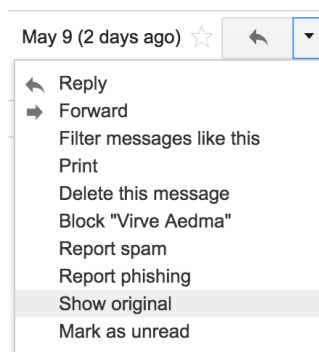 May 9 (2 days ago)
Reply
Forward
Filter messages like this
Print
Delete this message
Block "Virve Aedma"
Report spam
Report phishing
Show original
Mark as unread